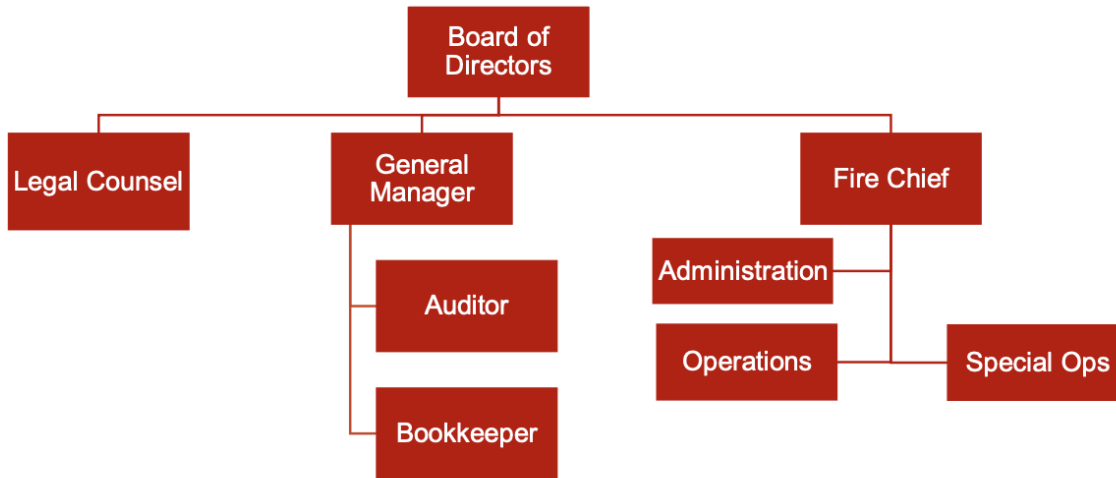 Board of
Directors
Legal Counsel
General
Manager
Fire Chief
Administration
Auditor
Operations
Special Ops
Bookkeeper